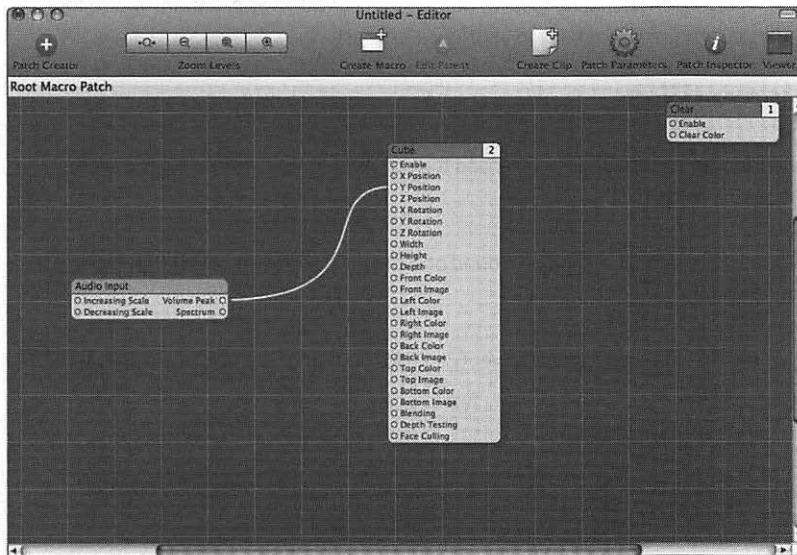 Untitled - Editor
Patch Creator
Zoom Levels
Create Macro
Edit Parent
Create Clip
Patch Parameters
Patch Inspector
Viewer
Root Macro Patch
Clear 1
Enable
Clear Color
Cube 2
Enable
X Position
Y Position
Z Position
X Rotation
Y Rotation
Z Rotation
Width
Height
Depth
Front Color
Front Image
Left Color
Left Image
Right Color
Right Image
Back Color
Back Image
Top Color
Top Image
Bottom Color
Bottom Image
Blending
Depth Testing
Face Culling
Audio Input
Increasing Scale Volume Peak
Decreasing Scale Spectrum